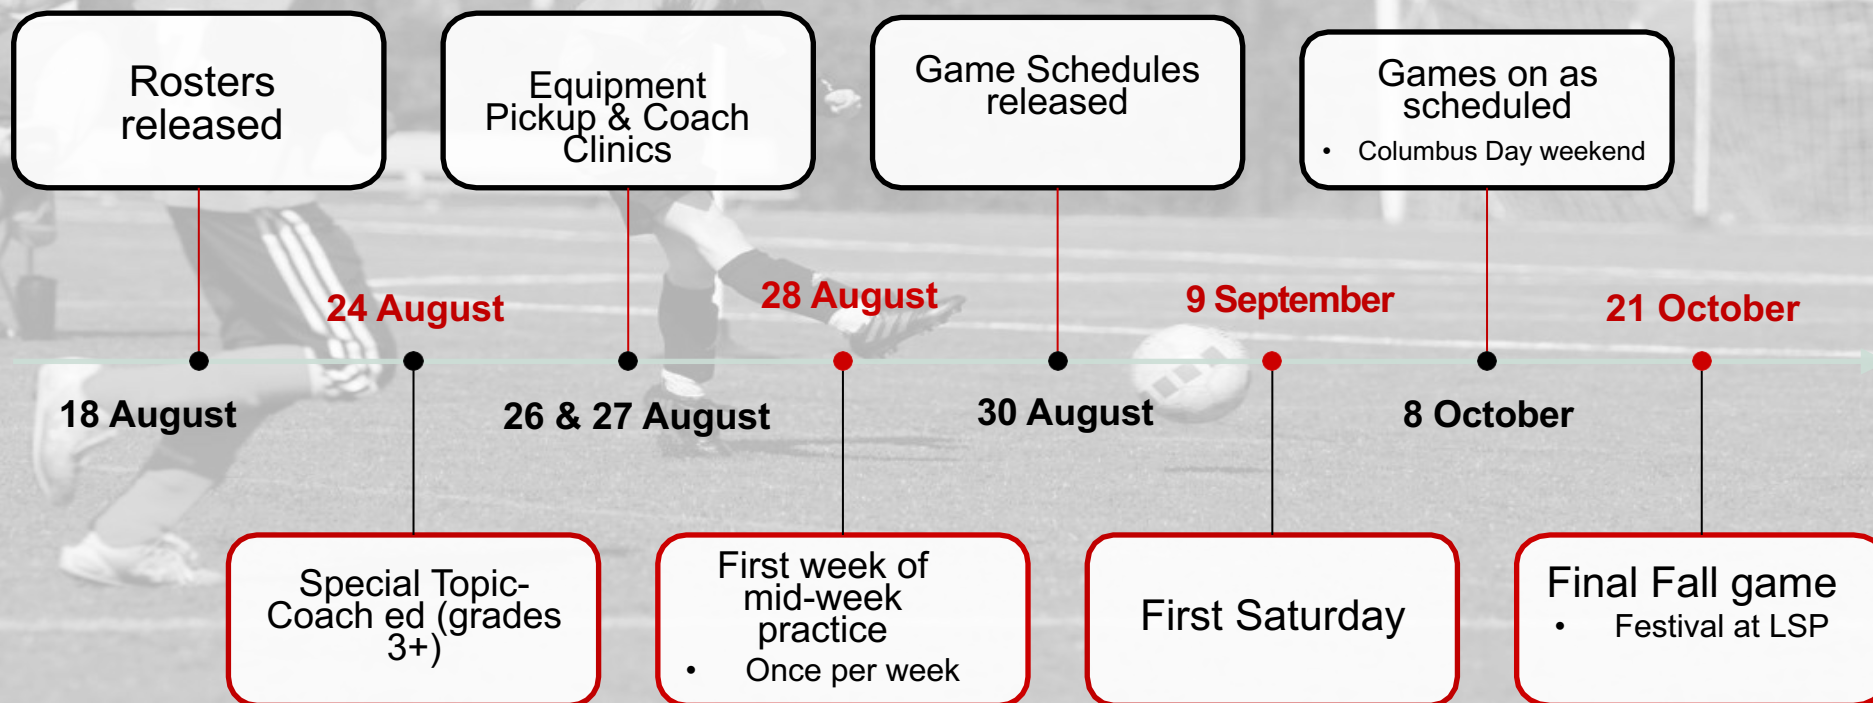 Rosters
released
Equipment
Pickup & Coach
Clinics
Game Schedules
released
Games on as
scheduled
• Columbus Day weekend
24 August
28 August
9 September
21 October
18 August
26 & 27 August
30 August
8 October
Special Topic-
Coach ed (grades
3+)
First week of
mid-week
practice
• Once per week
First Saturday
Final Fall game
• Festival at LSP